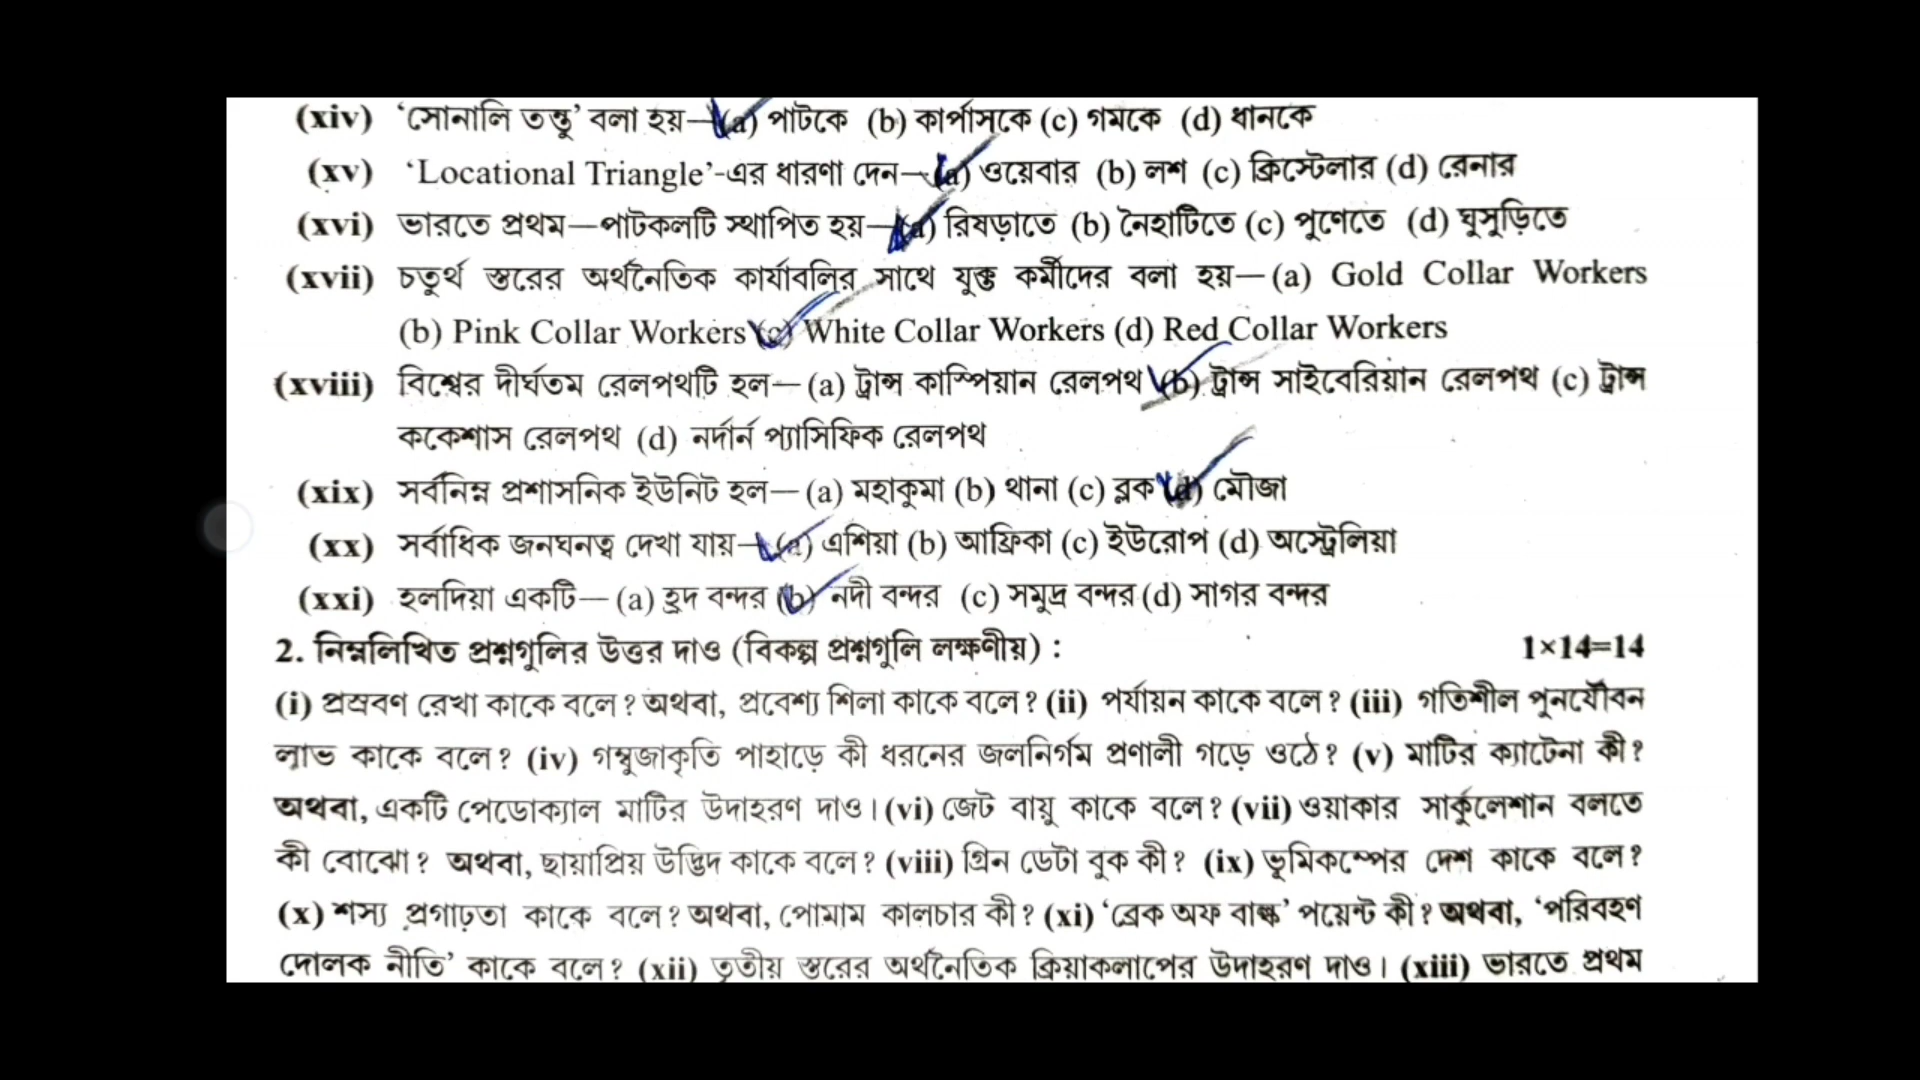 (xiv) ‘সোনালি তন্তু’ বলা হয়—(a) পাটকে (b) কার্পাসকে (c) গমকে (d) ধানকে
(xv) ‘Locational Triangle’-এর ধারণা দেন—(a) ওয়েবার (b) লশ (c) ক্রিস্টেলার (d) রেনার
(xvi) ভারতে প্রথম—পাটকলটি স্থাপিত হয়—(a) রিষড়াতে (b) নৈহাটিতে (c) পুণেতে (d) ঘুসুড়িতে
(xvii) চতুর্থ স্তরের অর্থনৈতিক কার্যাবলির সাথে যুক্ত কর্মীদের বলা হয়—(a) Gold Collar Workers
(b) Pink Collar Workers (c) White Collar Workers (d) Red Collar Workers
(xviii) বিশ্বের দীর্ঘতম রেলপথটি হল—(a) ট্রান্স কাস্পিয়ান রেলপথ (b) ট্রান্স সাইবেরিয়ান রেলপথ (c) ট্রান্স
ককেশাস রেলপথ (d) নর্দার্ন প্যাসিফিক রেলপথ
(xix) সর্বনিম্ন প্রশাসনিক ইউনিট হল—(a) মহাকুমা (b) থানা (c) ব্লক (d) মৌজা
(xx) সর্বাধিক জনঘনত্ব দেখা যায়—(a) এশিয়া (b) আফ্রিকা (c) ইউরোপ (d) অস্ট্রেলিয়া
(xxi) হলদিয়া একটি—(a) হ্রদ বন্দর (b) নদী বন্দর (c) সমুদ্র বন্দর (d) সাগর বন্দর
2. নিম্নলিখিত প্রশ্নগুলির উত্তর দাও (বিকল্প প্রশ্নগুলি লক্ষণীয়) : 1×14=14
(i) প্রস্রবণ রেখা কাকে বলে? অথবা, প্রবেশ্য শিলা কাকে বলে? (ii) পর্যায়ন কাকে বলে? (iii) গতিশীল পুনর্যৌবন
লাভ কাকে বলে? (iv) গম্বুজাকৃতি পাহাড়ে কী ধরনের জলনির্গম প্রণালী গড়ে ওঠে? (v) মাটির ক্যাটেনা কী?
অথবা, একটি পেডোক্যাল মাটির উদাহরণ দাও। (vi) জেট বায়ু কাকে বলে? (vii) ওয়াকার সার্কুলেশান বলতে
কী বোঝো? অথবা, ছায়াপ্রিয় উদ্ভিদ কাকে বলে? (viii) গ্রিন ডেটা বুক কী? (ix) ভূমিকম্পের দেশ কাকে বলে?
(x) শস্য প্রগাঢ়তা কাকে বলে? অথবা, পোমাম কালচার কী? (xi) ‘ব্রেক অফ বাল্ক’ পয়েন্ট কী? অথবা, ‘পরিবহণ
দোলক নীতি’ কাকে বলে? (xii) তৃতীয় স্তরের অর্থনৈতিক ক্রিয়াকলাপের উদাহরণ দাও। (xiii) ভারতে প্রথম